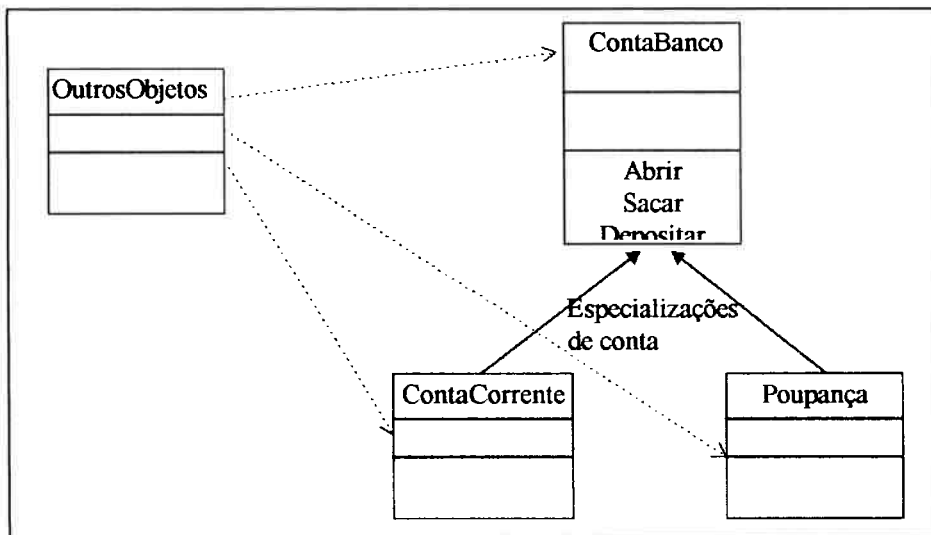 ContaBanco
OutrosObjetos
Abrir
Sacar
Depositar
Especializações
de conta
ContaCorrente
Poupança